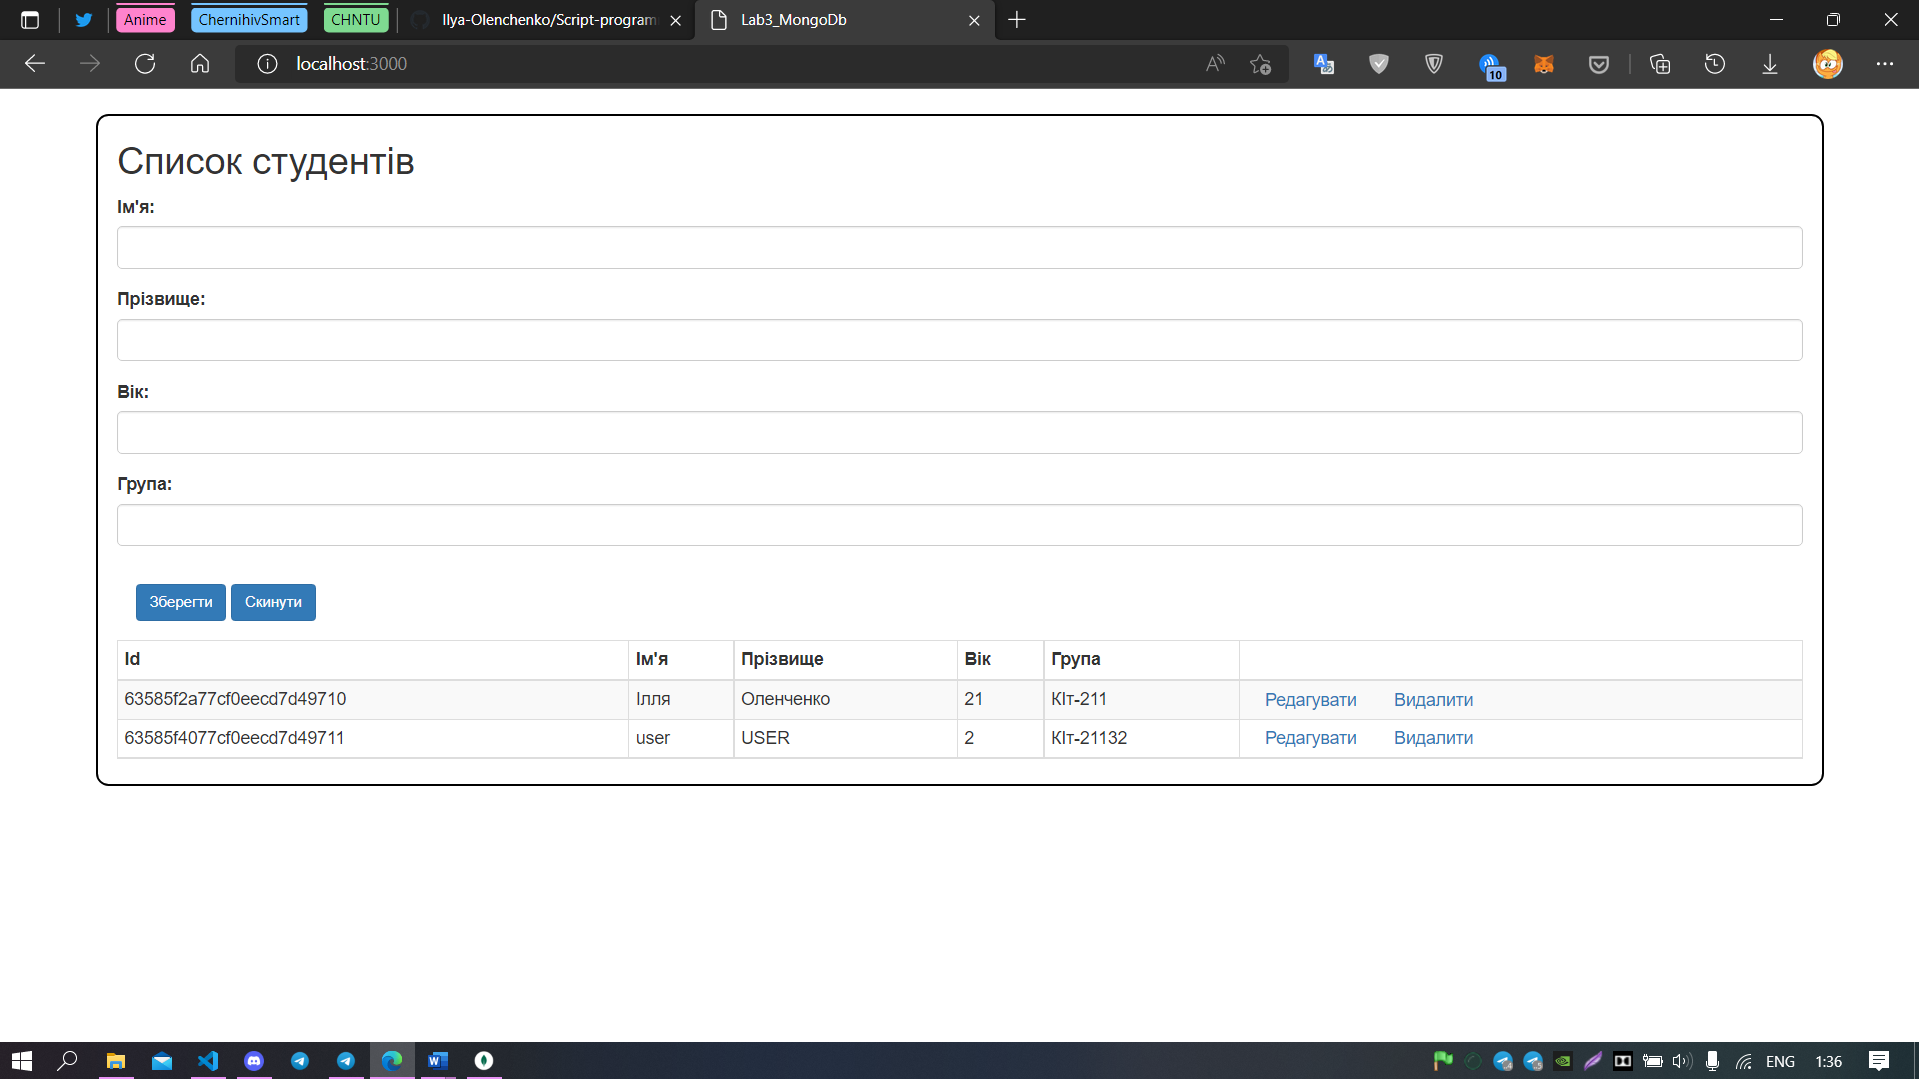 Anime ChernihivSmart CHNTU Ilya-Olenchenko/Script-program Lab3_MongoDb
localhost:3000
10
Список студентів
Ім'я:
Прізвище:
Вік:
Група:
Зберегти Скинути
Id Ім'я Прізвище Вік Група
63585f2a77cf0eecd7d49710 Ілля Оленченко 21 КІт-211 Редагувати Видалити
63585f4077cf0eecd7d49711 user USER 2 КІт-21132 Редагувати Видалити
ENG 1:36